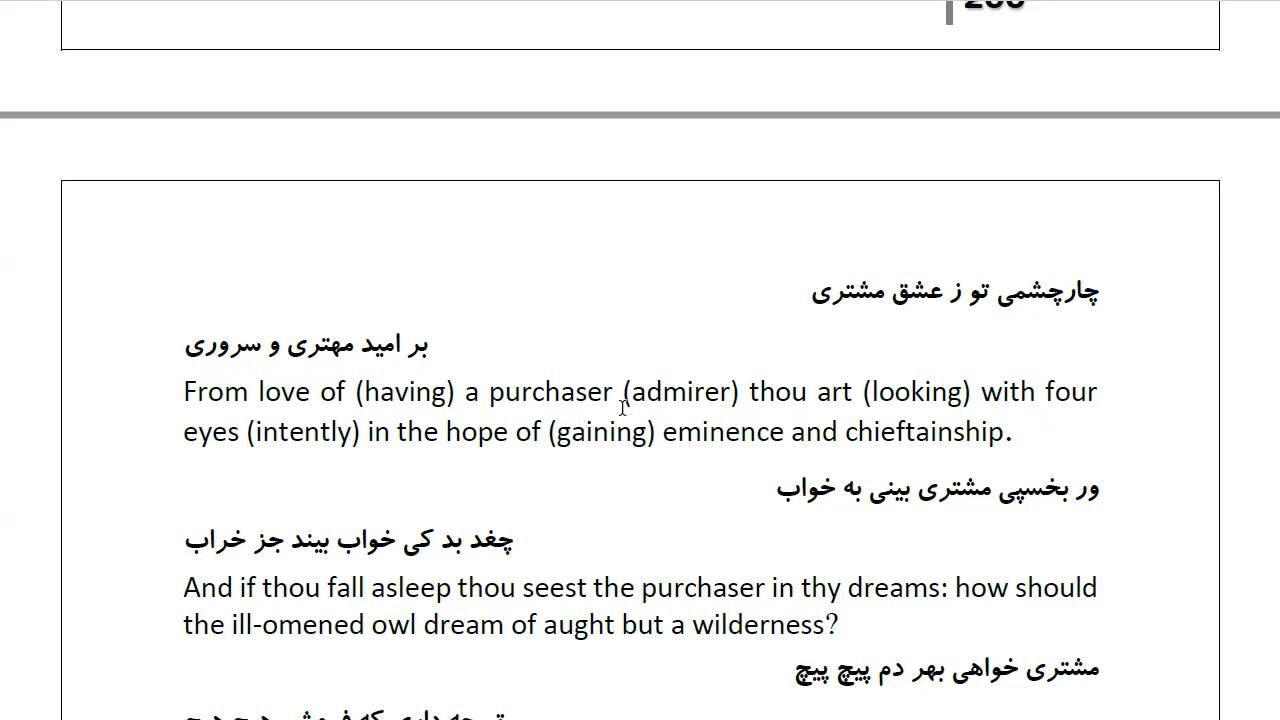 چارچشمی تو ز عشق مشتری
بر امید مهتری و سروری
From love of (having) a purchaser (admirer) thou art (looking) with four
eyes (intently) in the hope of (gaining) eminence and chieftainship.
ور بخسپی مشتری بینی به خواب
چغد بد کی خواب بیند جز خراب
And if thou fall asleep thou seest the purchaser in thy dreams: how should
the ill-omened owl dream of aught but a wilderness?
مشتری خواهی بهر دم پیچ پیچ